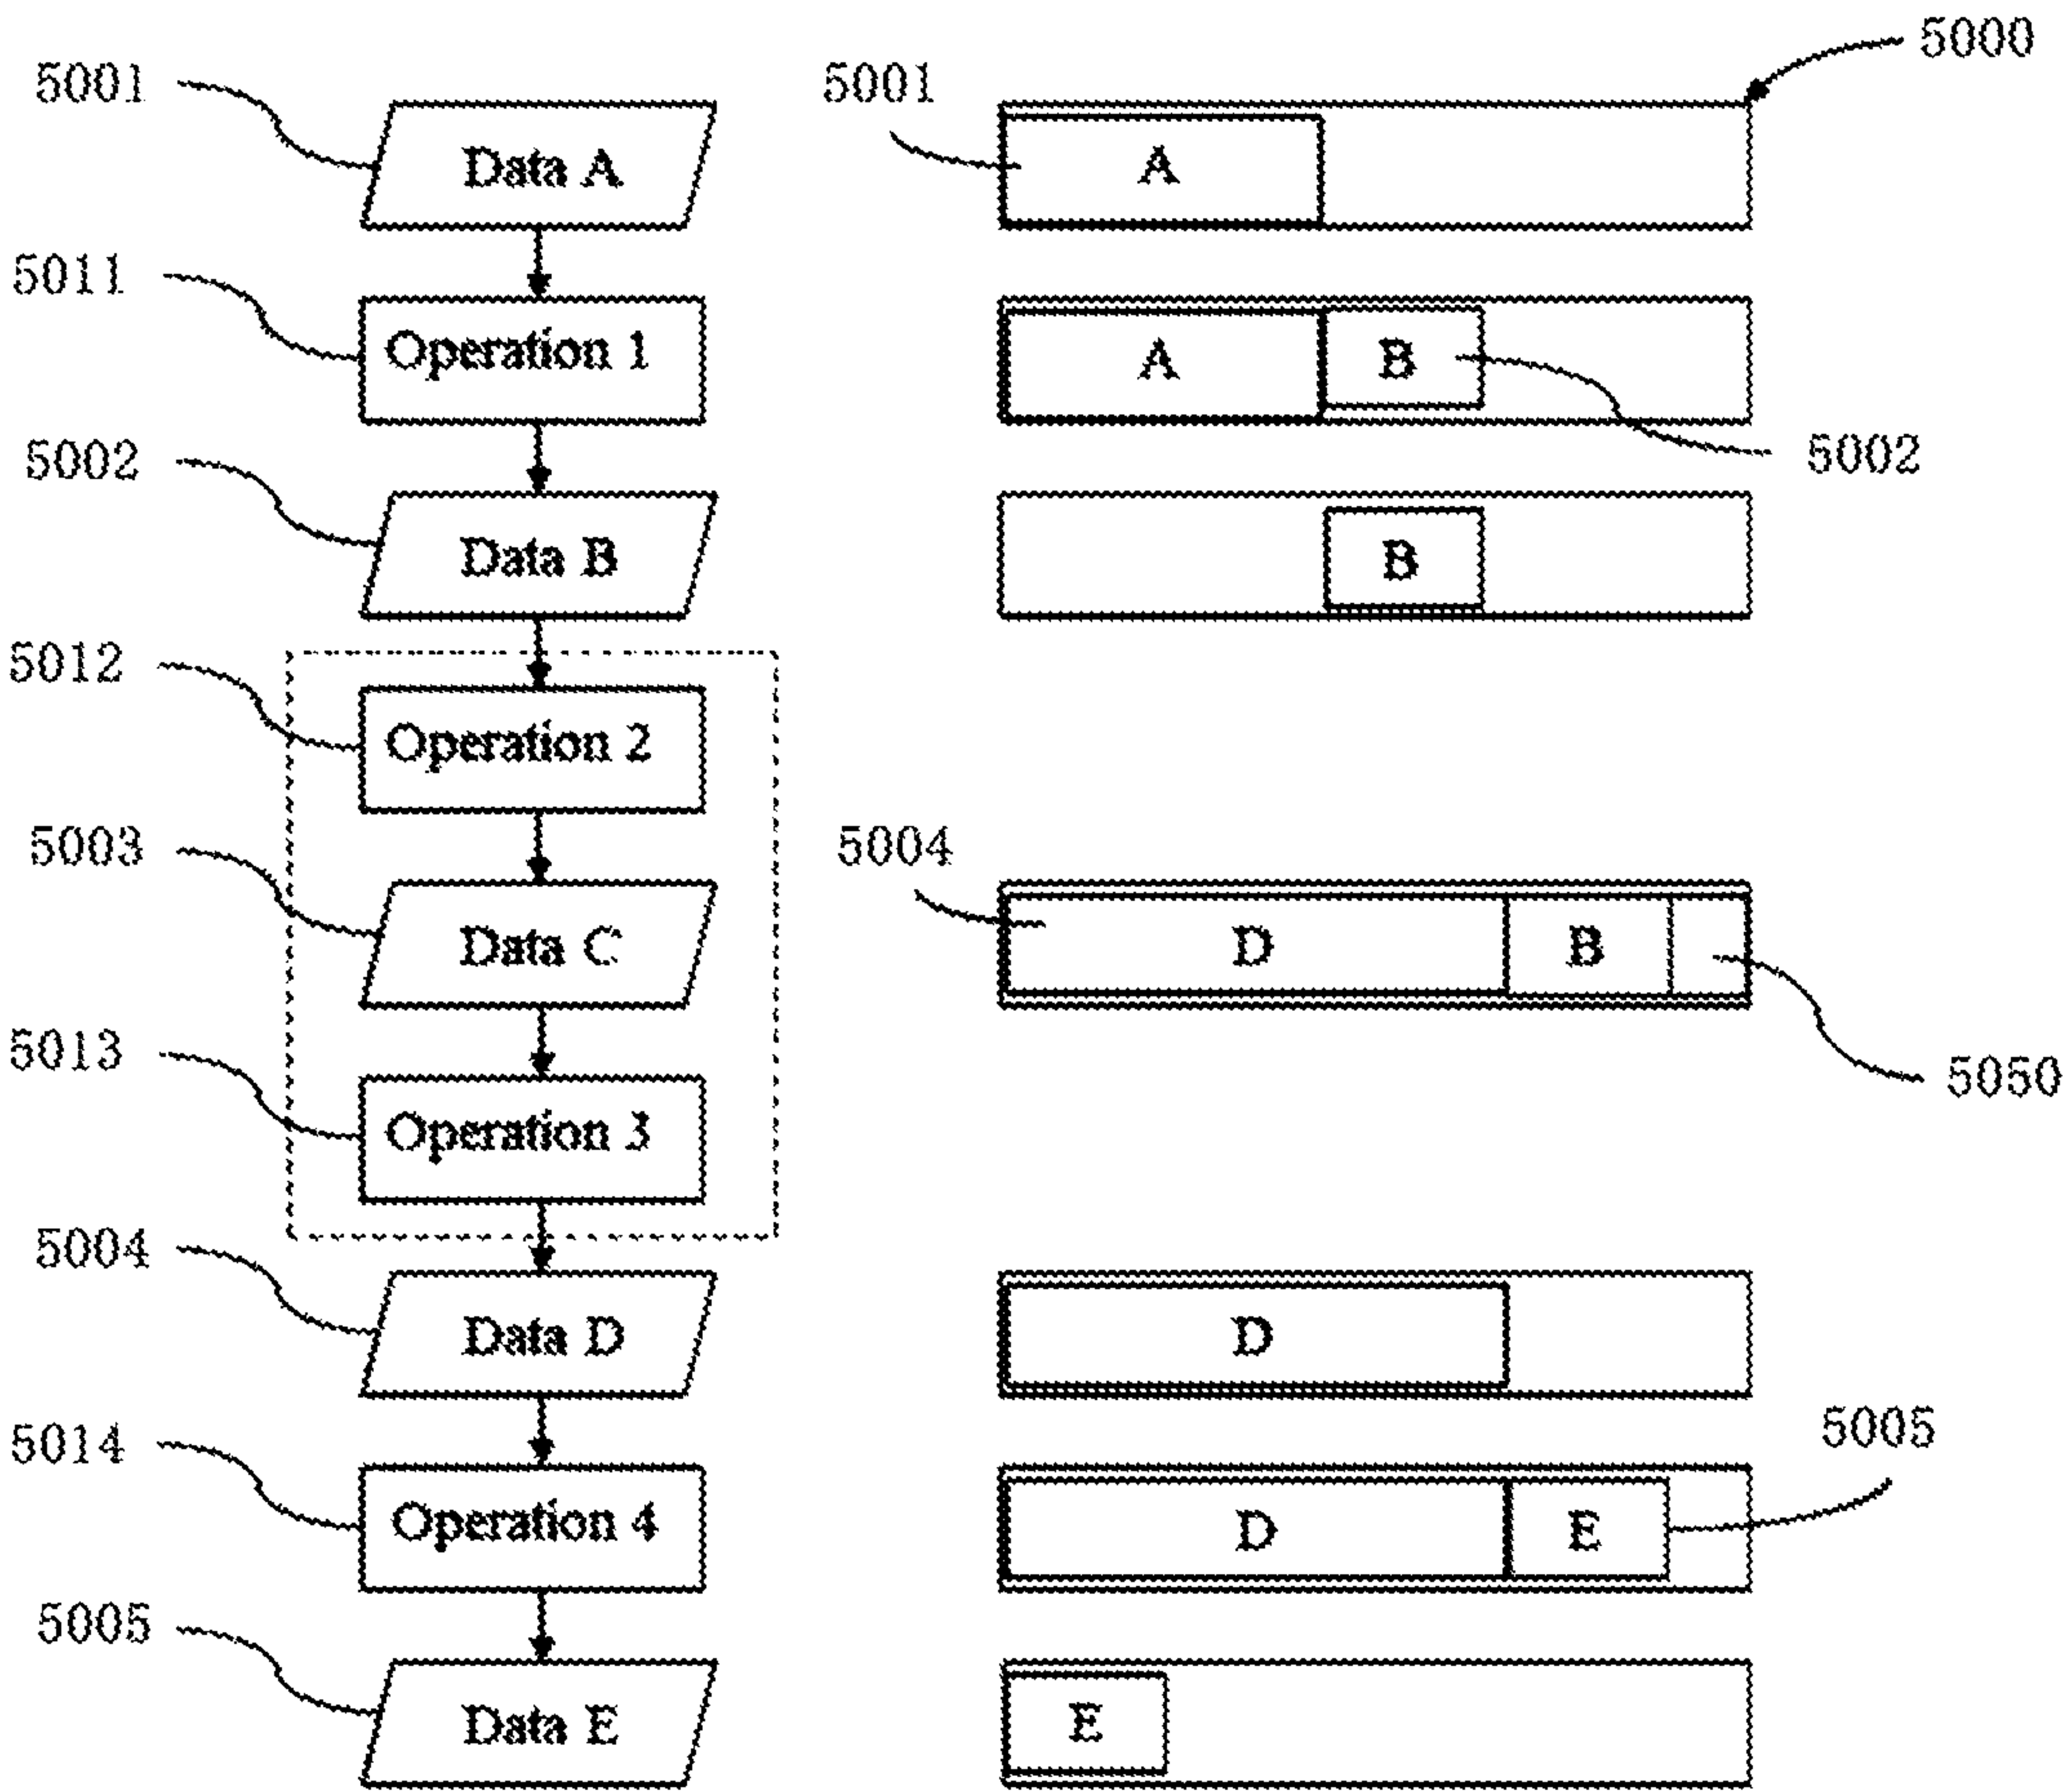 5000
5001 Data A 5001 A
5011 Operation 1 A B
5002 5002
Data B B
5012 Operation 2
5003 5004
Data C D B
5013 5050
Operation 3
5004 Data D D
5014 5005
Operation 4 D E
5005 Data E E